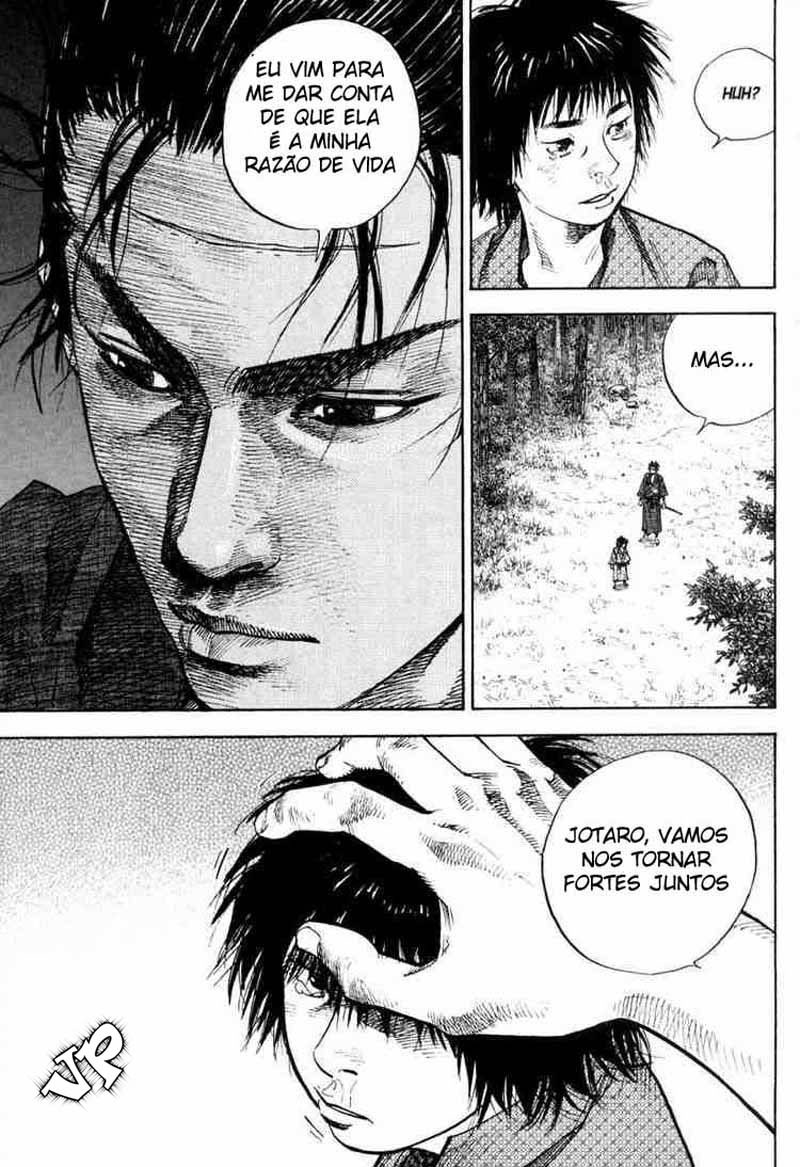 HUH?
EU VIM PARA
ME DAR CONTA
DE QUE ELA
É A MINHA
RAZÃO DE VIDA
MAS...
JOTARO, VAMOS
NOS TORNAR
FORTES JUNTOS
VP